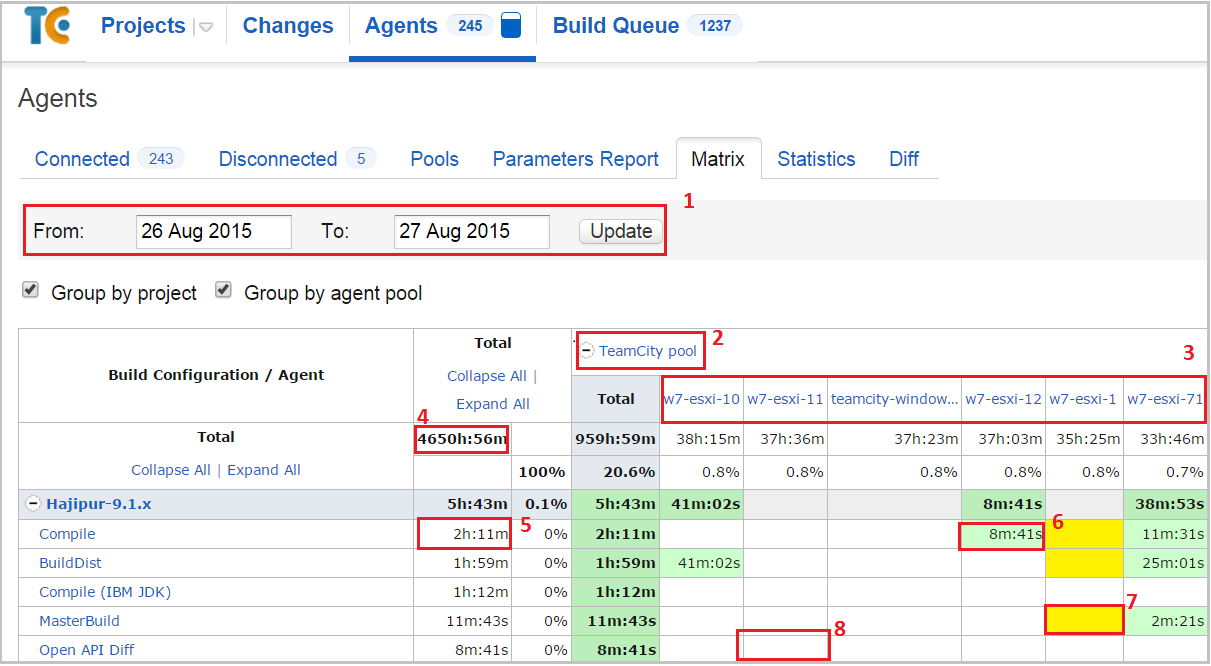 TC Projects Changes Agents 245 Build Queue 1237
Agents
Connected 243 Disconnected 5 Pools Parameters Report Matrix Statistics Diff
1
From: 26 Aug 2015 To: 27 Aug 2015 Update
Group by project Group by agent pool
Build Configuration / Agent
Total
Collapse All |
Expand All
TeamCity pool 2
3
Total w7-esxi-10 w7-esxi-11 teamcity-window... w7-esxi-12 w7-esxi-1 w7-esxi-71
4
Total 4650h:56m 959h:59m 38h:15m 37h:36m 37h:23m 37h:03m 35h:25m 33h:46m
Collapse All | Expand All 100% 20.6% 0.8% 0.8% 0.8% 0.8% 0.8% 0.7%
Hajipur-9.1.x 5h:43m 0.1% 5h:43m 41m:02s 8m:41s 38m:53s
Compile 2h:11m 5 0% 2h:11m 8m:41s 6 11m:31s
BuildDist 1h:59m 0% 1h:59m 41m:02s 25m:01s
Compile (IBM JDK) 1h:12m 0% 1h:12m
MasterBuild 11m:43s 0% 11m:43s 7 2m:21s
Open API Diff 8m:41s 0% 8m:41s 8